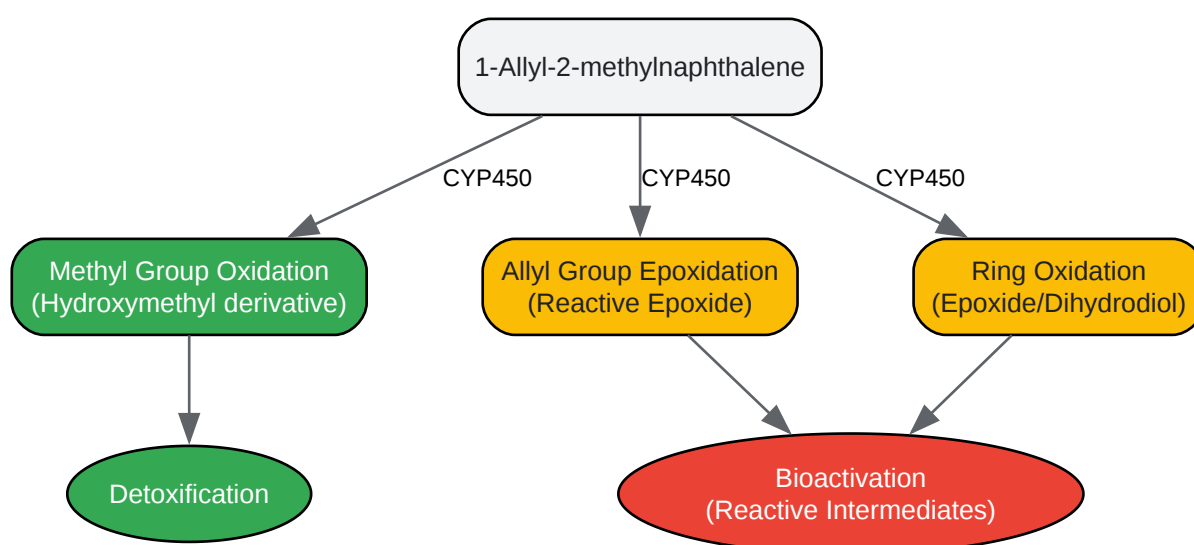 1-Allyl-2-methylnaphthalene
CYP450
CYP450
CYP450
Methyl Group Oxidation
(Hydroxymethyl derivative)
Allyl Group Epoxidation
(Reactive Epoxide)
Ring Oxidation
(Epoxide/Dihydrodiol)
Detoxification
Bioactivation
(Reactive Intermediates)